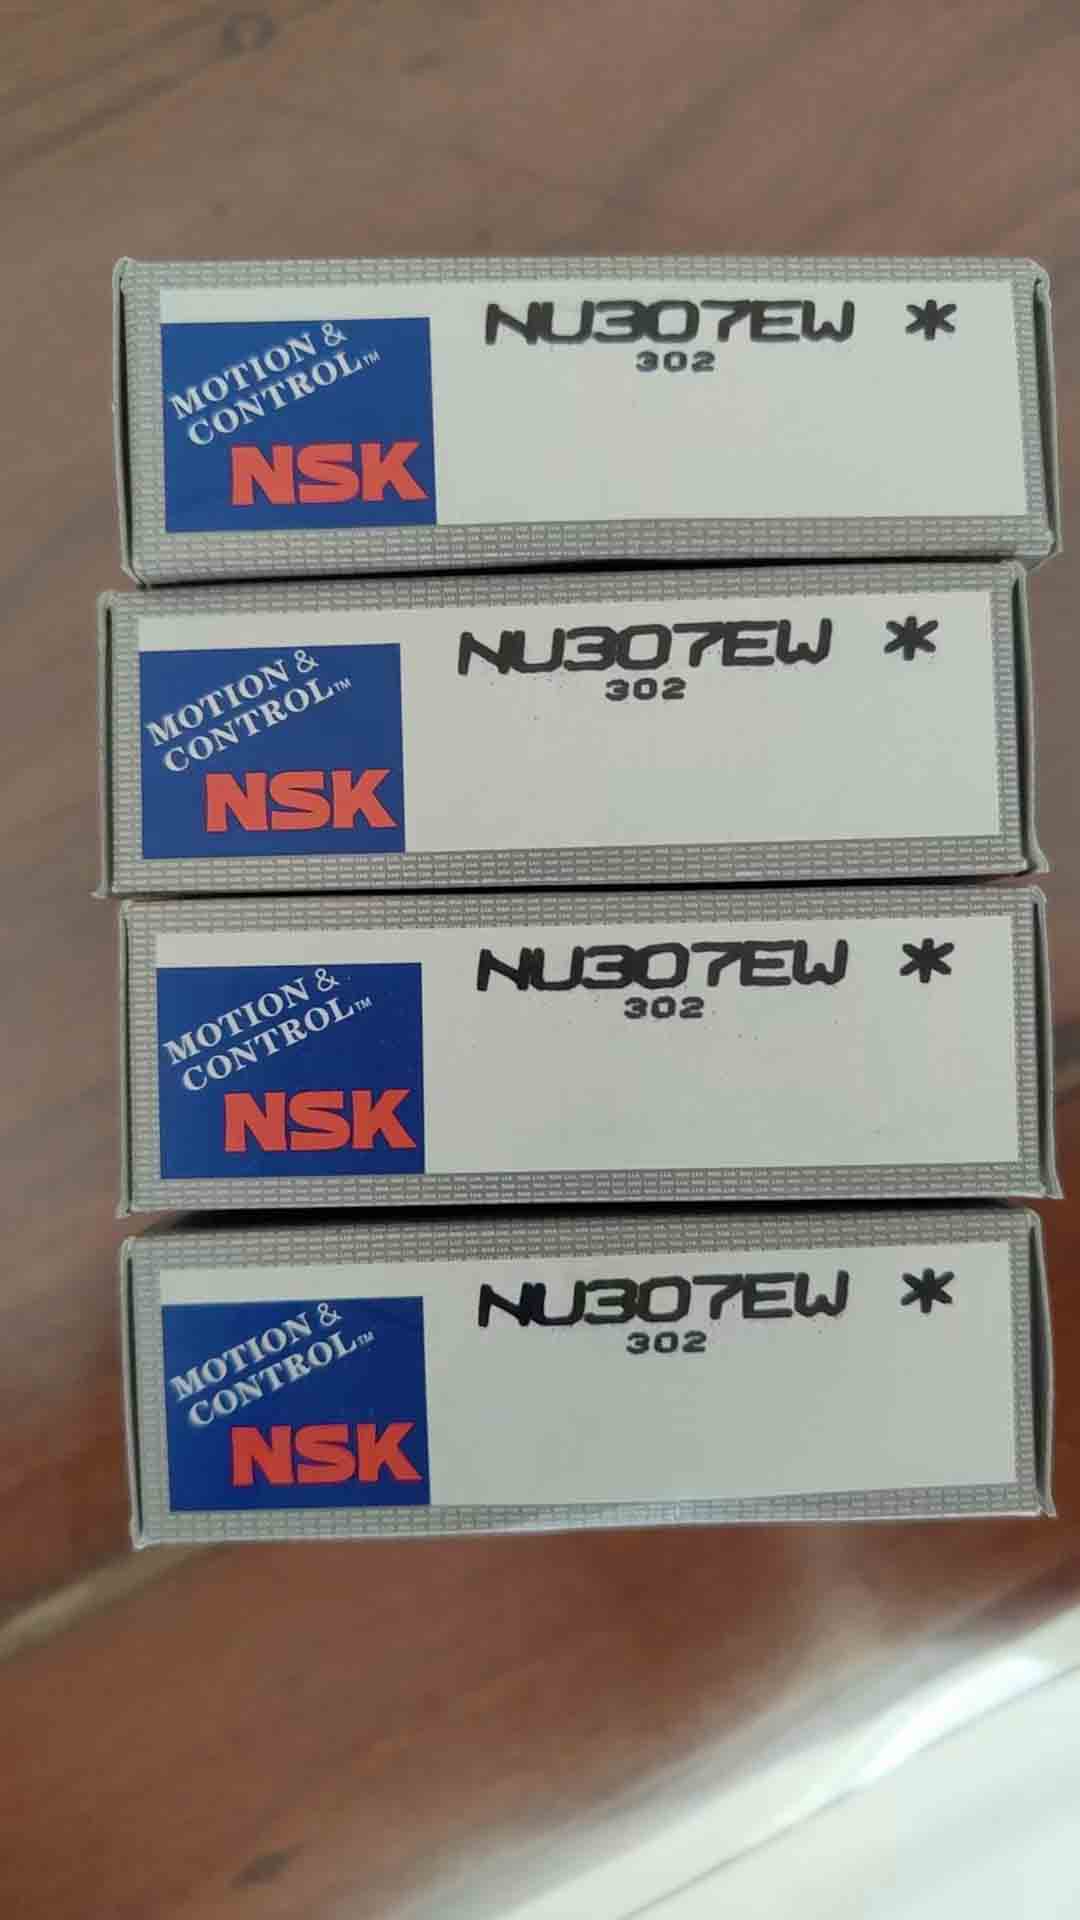 NU307EW *
302
MOTION &
CONTROL™
NSK
NU307EW *
302
MOTION &
CONTROL™
NSK
NU307EW *
302
MOTION &
CONTROL™
NSK
NU307EW *
302
MOTION &
CONTROL™
NSK